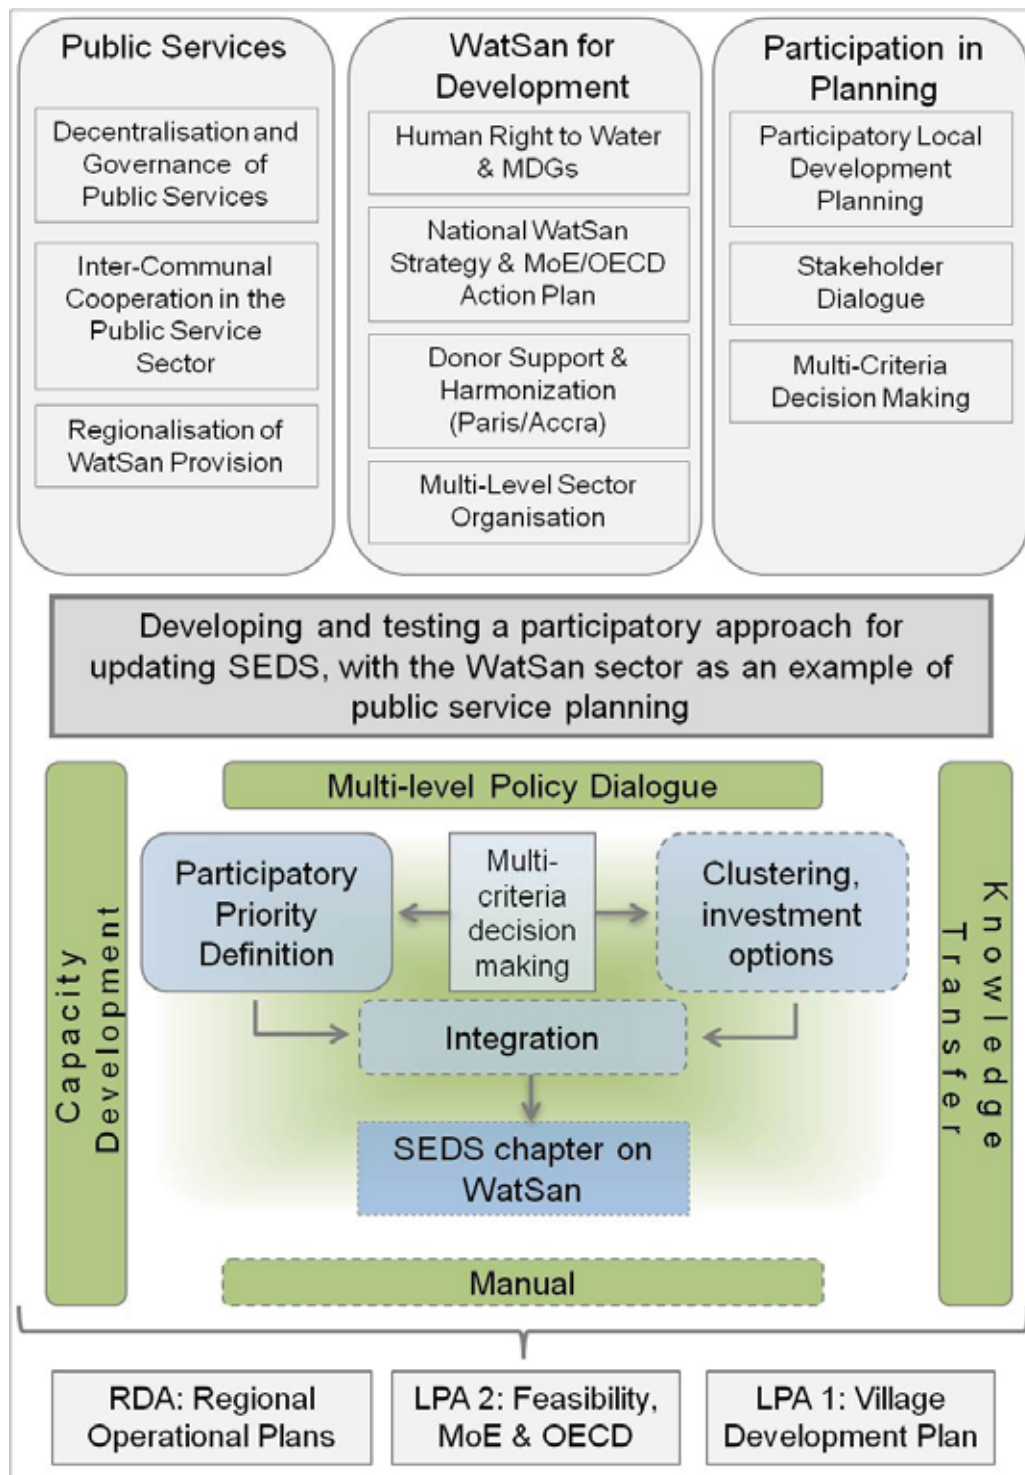 Public Services
Decentralisation and
Governance of
Public Services
Inter-Communal
Cooperation in the
Public Service
Sector
Regionalisation of
WatSan Provision
WatSan for
Development
Human Right to Water
& MDGs
National WatSan
Strategy & MoE/OECD
Action Plan
Donor Support &
Harmonization
(Paris/Accra)
Multi-Level Sector
Organisation
Participation in
Planning
Participatory Local
Development
Planning
Stakeholder
Dialogue
Multi-Criteria
Decision Making
Developing and testing a participatory approach for
updating SEDS, with the WatSan sector as an example of
public service planning
Capacity
Development
Multi-level Policy Dialogue
Participatory
Priority
Definition
Multi-
criteria
decision
making
Clustering,
investment
options
Integration
SEDS chapter on
WatSan
Manual
Knowledge
Transfer
RDA: Regional
Operational Plans
LPA 2: Feasibility,
MoE & OECD
LPA 1: Village
Development Plan